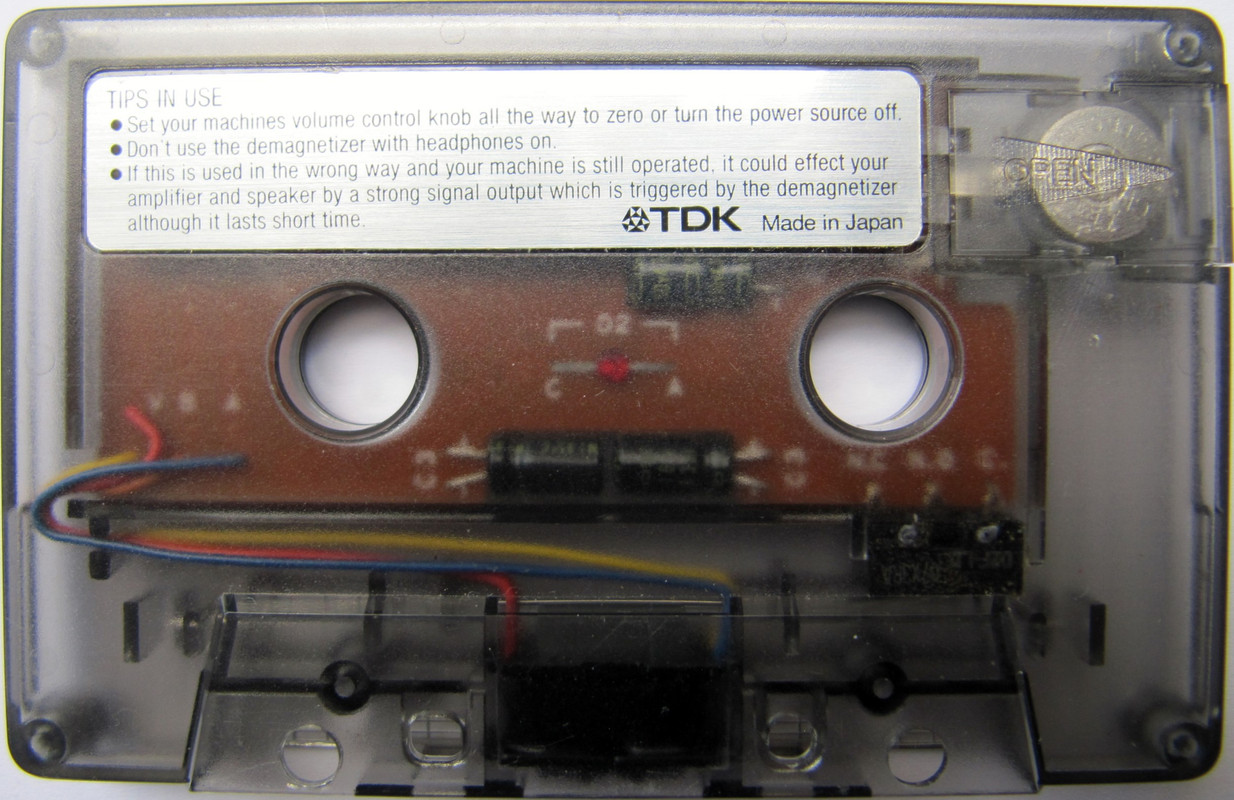 TIPS IN USE
● Set your machines volume control knob all the way to zero or turn the power source off.
● Don't use the demagnetizer with headphones on.
● If this is used in the wrong way and your machine is still operated, it could effect your
amplifier and speaker by a strong signal output which is triggered by the demagnetizer
although it lasts short time.
TDK Made in Japan
OPEN
D2
C A